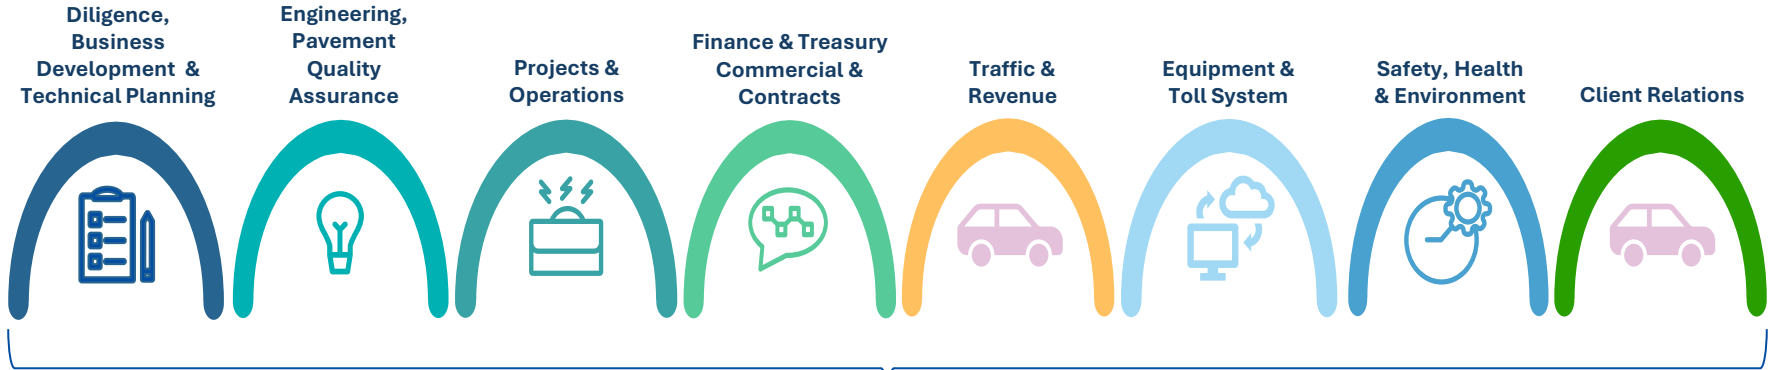 Diligence,
Business
Development &
Technical Planning
Engineering,
Pavement
Quality
Assurance
Projects &
Operations
Finance & Treasury
Commercial &
Contracts
Traffic &
Revenue
Equipment &
Toll System
Safety, Health
& Environment
Client Relations